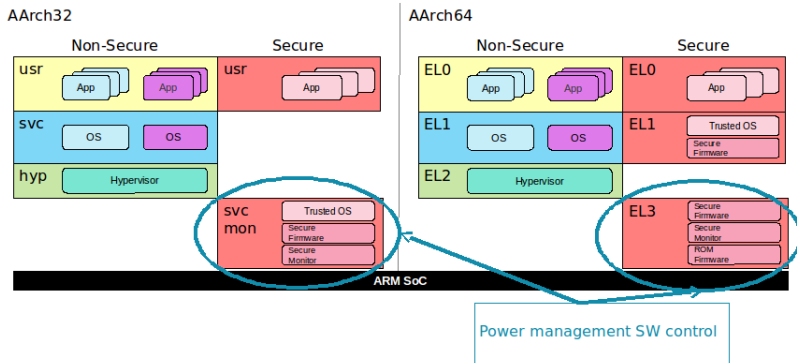 AArch32
AArch64
Non-Secure
Secure
Non-Secure
Secure
usr
App
App
usr
App
EL0
App
App
EL0
App
svc
OS
OS
EL1
OS
OS
EL1
Trusted OS
Secure
Firmware
hyp
Hypervisor
EL2
Hypervisor
svc
mon
Trusted OS
Secure
Firmware
Secure
Monitor
EL3
Secure
Firmware
Secure
Monitor
ROM
Firmware
ARM SoC
Power management SW control